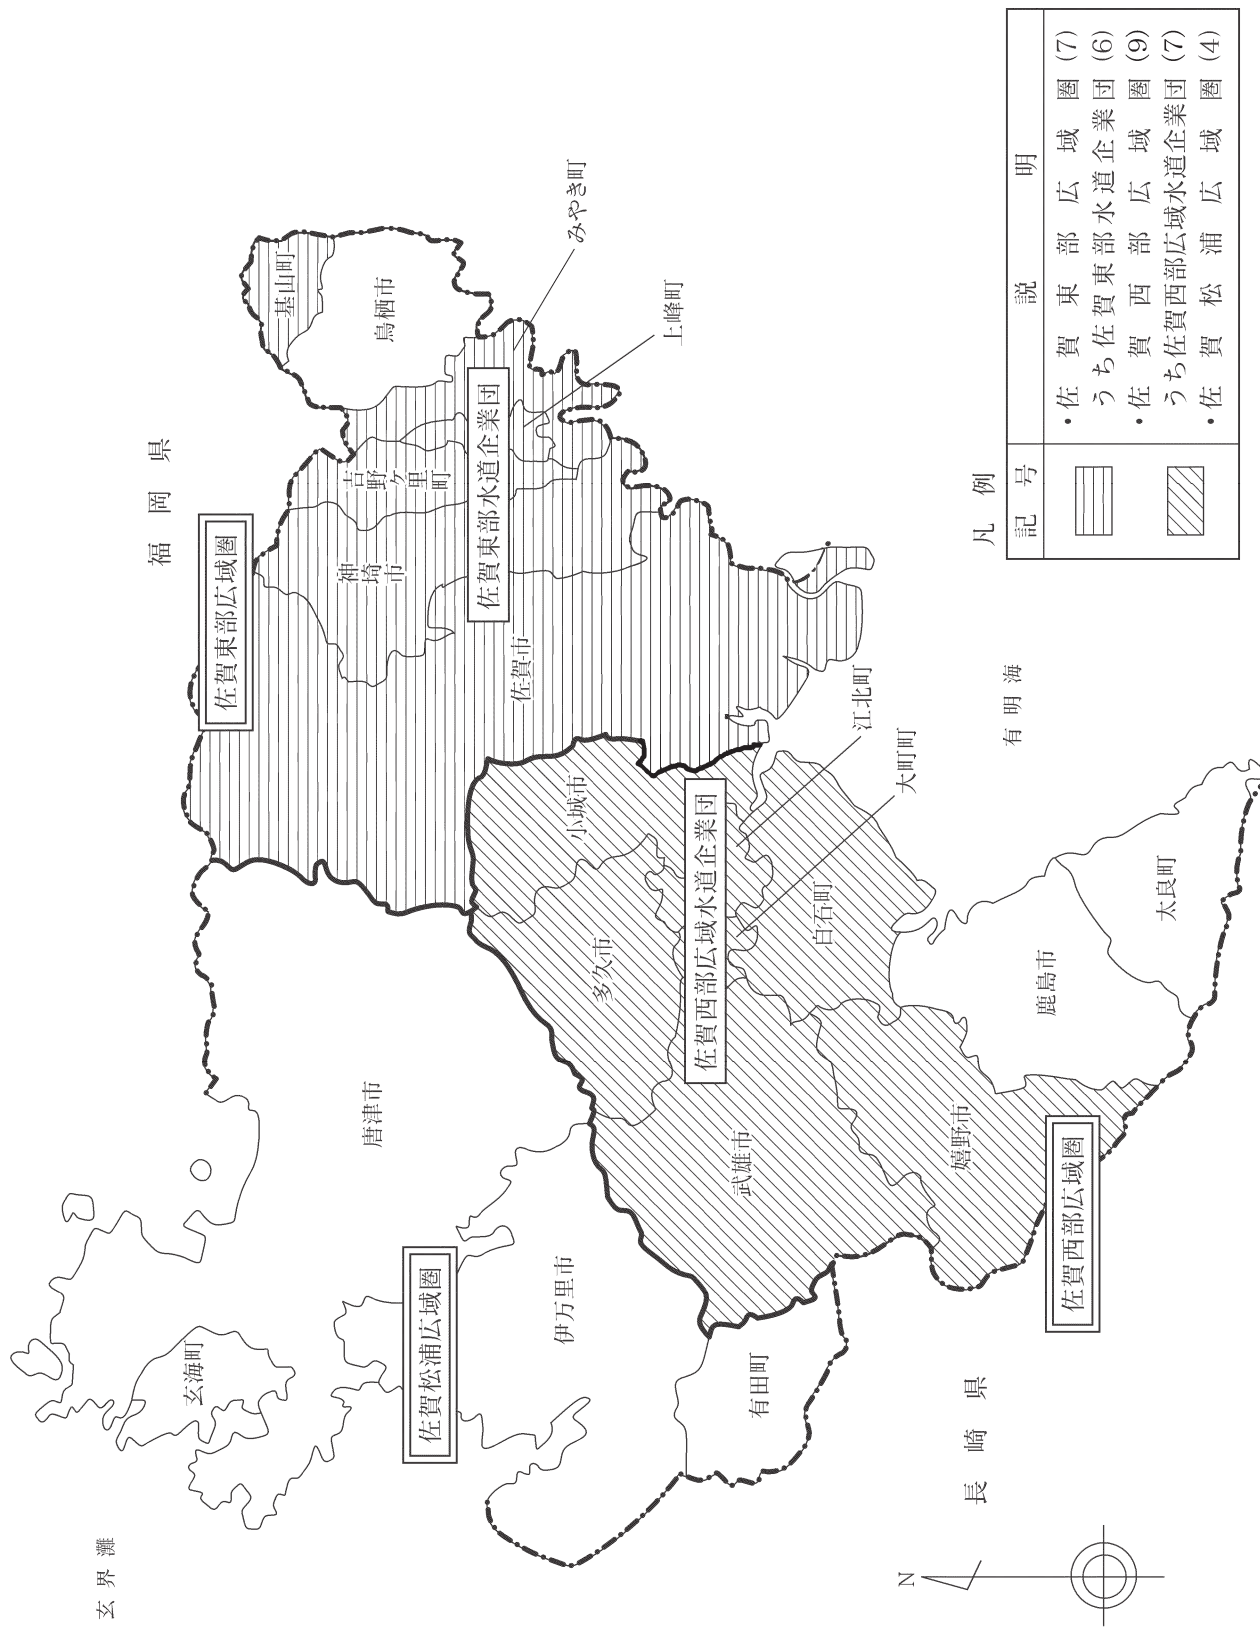 玄界灘
福岡県
佐賀東部広域圏
佐賀松浦広域圏
玄海町
唐津市
伊万里市
有田町
長崎県
基山町
鳥栖市
みやき町
上峰町
吉野ヶ里町
神埼市
佐賀東部水道企業団
佐賀市
小城市
多久市
江北町
大町町
佐賀西部広域水道企業団
白石町
武雄市
嬉野市
鹿島市
太良町
佐賀西部広域圏
有明海
N
凡例
記号 説明
・佐賀東部広域圏(7)
うち佐賀東部水道企業団(6)
・佐賀西部広域圏(9)
うち佐賀西部広域水道企業団(7)
・佐賀松浦広域圏(4)